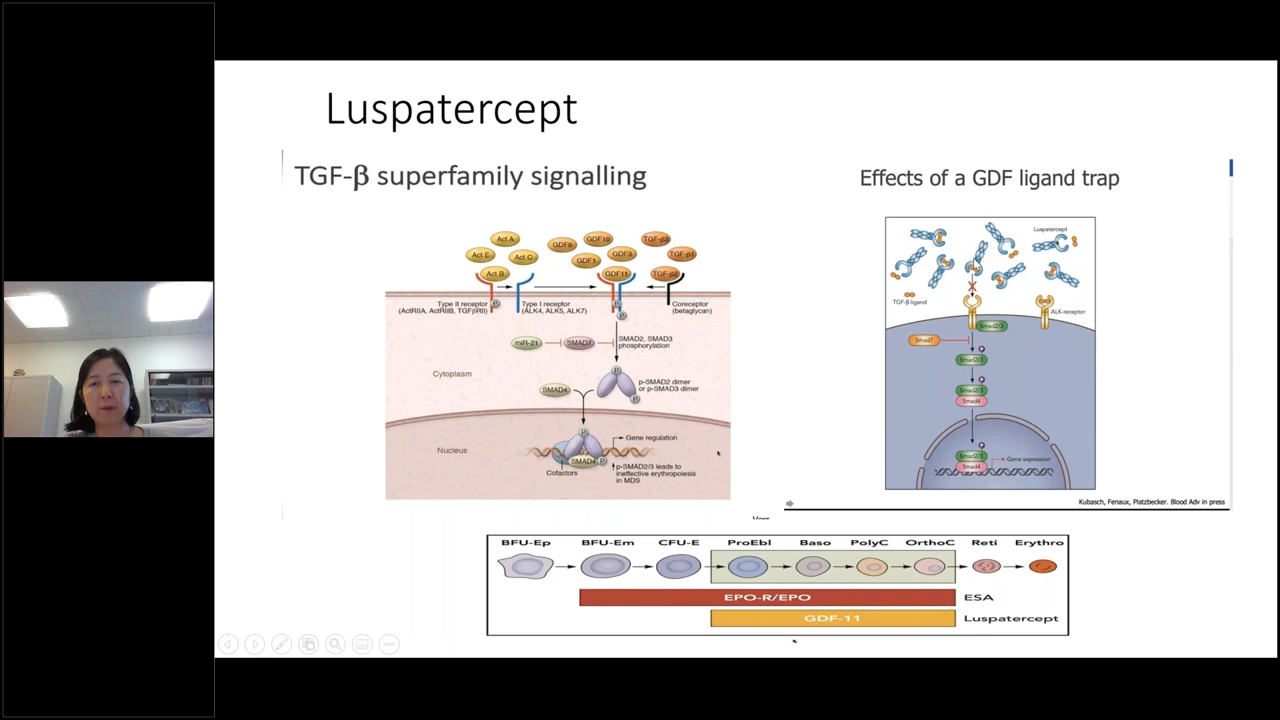 Luspatercept
TGF-β superfamily signalling
Act A
Act E
Act C
Act B
GDF8
GDF10
GDF1
GDF3
GDF11
TGF-β3
TGF-β1
TGF-β2
Type II receptor
(ActRIIA, ActRIIB, TGFβRII)
P
Type I receptor
(ALK4, ALK5, ALK7)
P
P
Coreceptor
(betaglycan)
miR-21
SMAD7
SMAD2, SMAD3
phosphorylation
Cytoplasm
P
SMAD4
p-SMAD2 dimer
or p-SMAD3 dimer
P
P
Gene regulation
Nucleus
SMAD4
P
Cofactors
p-SMAD2/3 leads to
ineffective erythropoiesis
in MDS
Effects of a GDF ligand trap
Luspatercept
TGF-β ligand
ALK-receptor
Smad2/3
Smad7
Smad2/3
Smad2/3
Smad4
Smad2/3
Smad4
Gene expression
Kubasch, Fenaux, Platzbecker. Blood Adv in press
BFU-Ep BFU-Em CFU-E ProEbl Baso PolyC OrthoC Reti Erythro
EPO-R/EPO ESA
GDF-11 Luspatercept